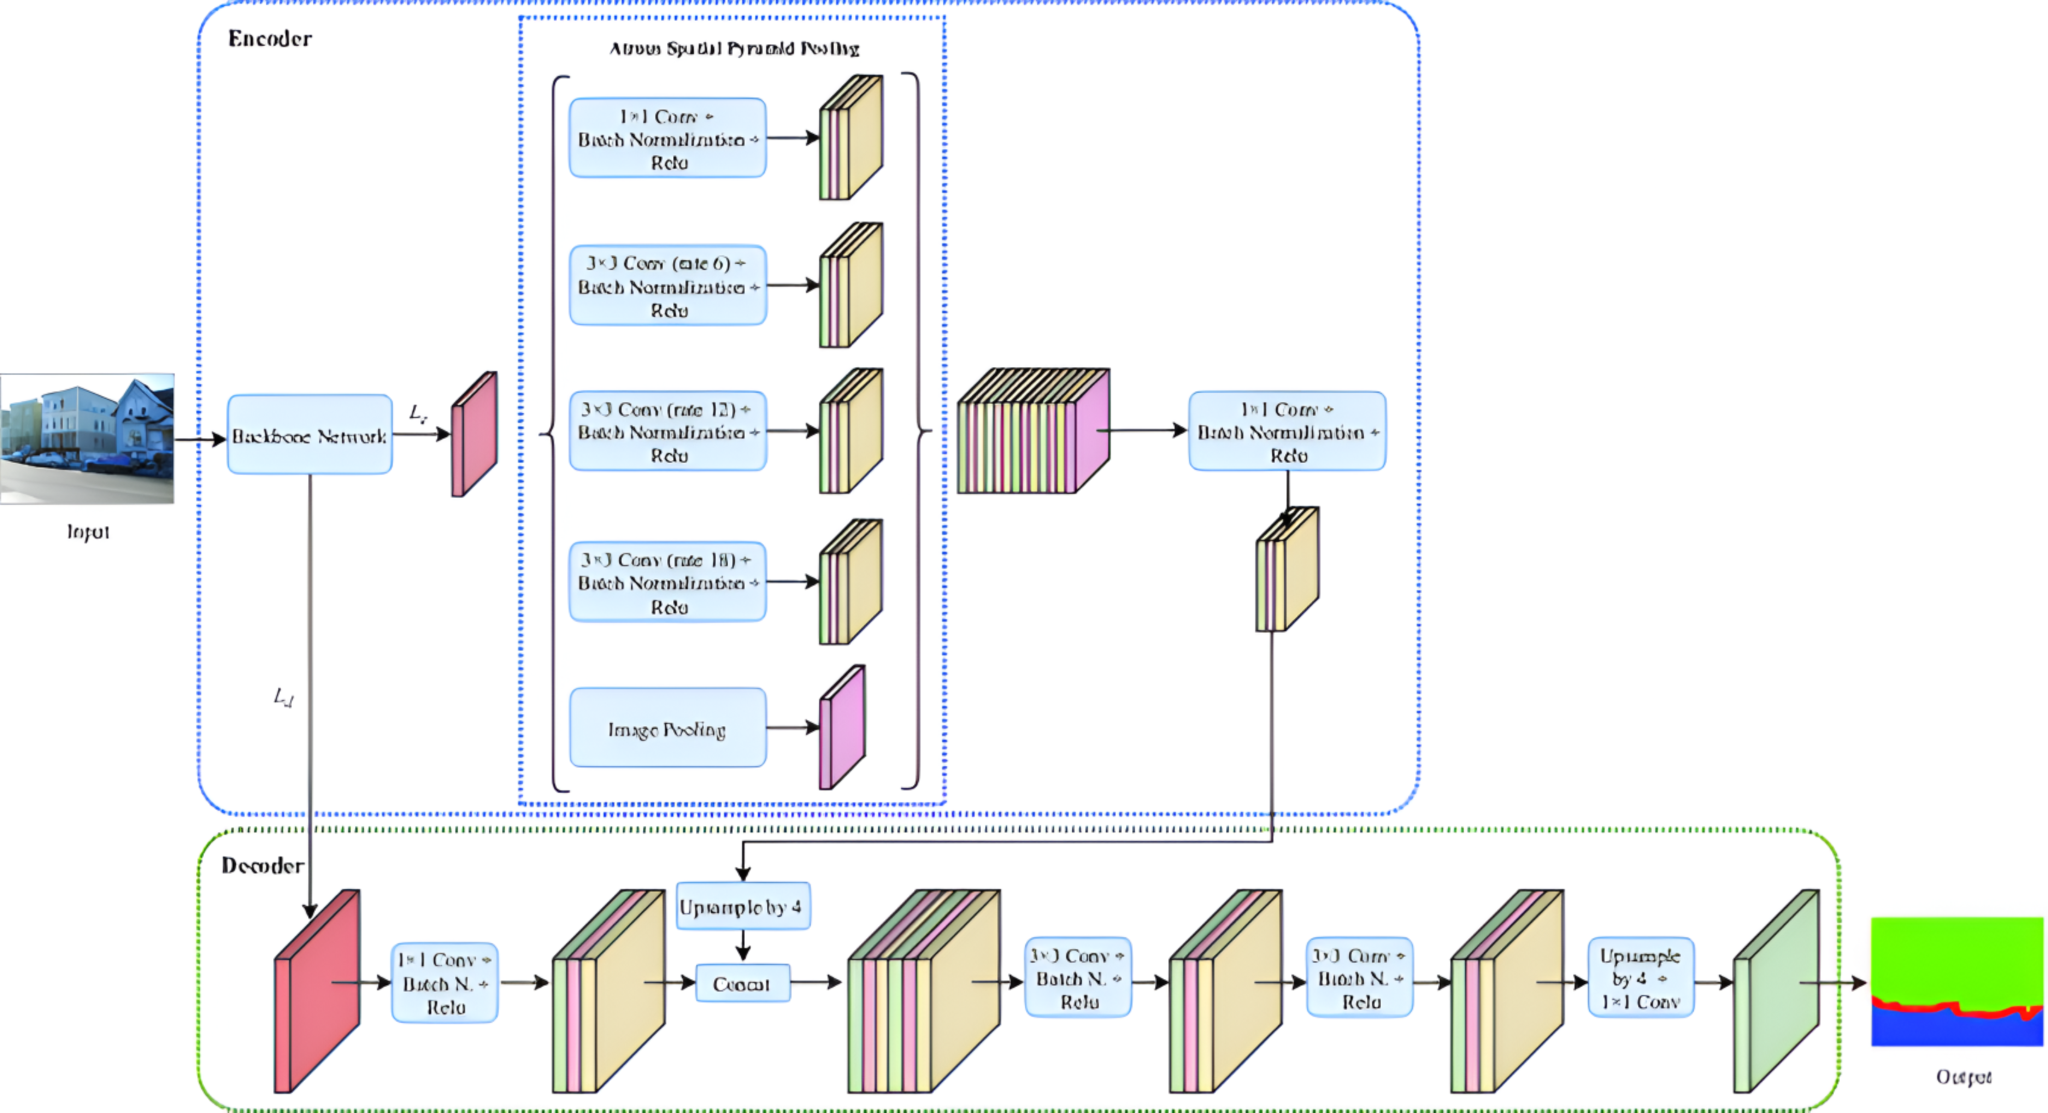 Encoder
Atrous Spatial Pyramid Pooling
1×1 Conv +
Batch Normalization +
Relu
3×3 Conv (rate 6) +
Batch Normalization +
Relu
3×3 Conv (rate 12) +
Batch Normalization +
Relu
3×3 Conv (rate 18) +
Batch Normalization +
Relu
Image Pooling
Input
Backbone Network
1×1 Conv +
Batch Normalization +
Relu
Decoder
1×1 Conv +
Batch N. +
Relu
Upsample by 4
Concat
3×3 Conv +
Batch N. +
Relu
3×3 Conv +
Batch N. +
Relu
Upsample
by 4 +
1×1 Conv
Output